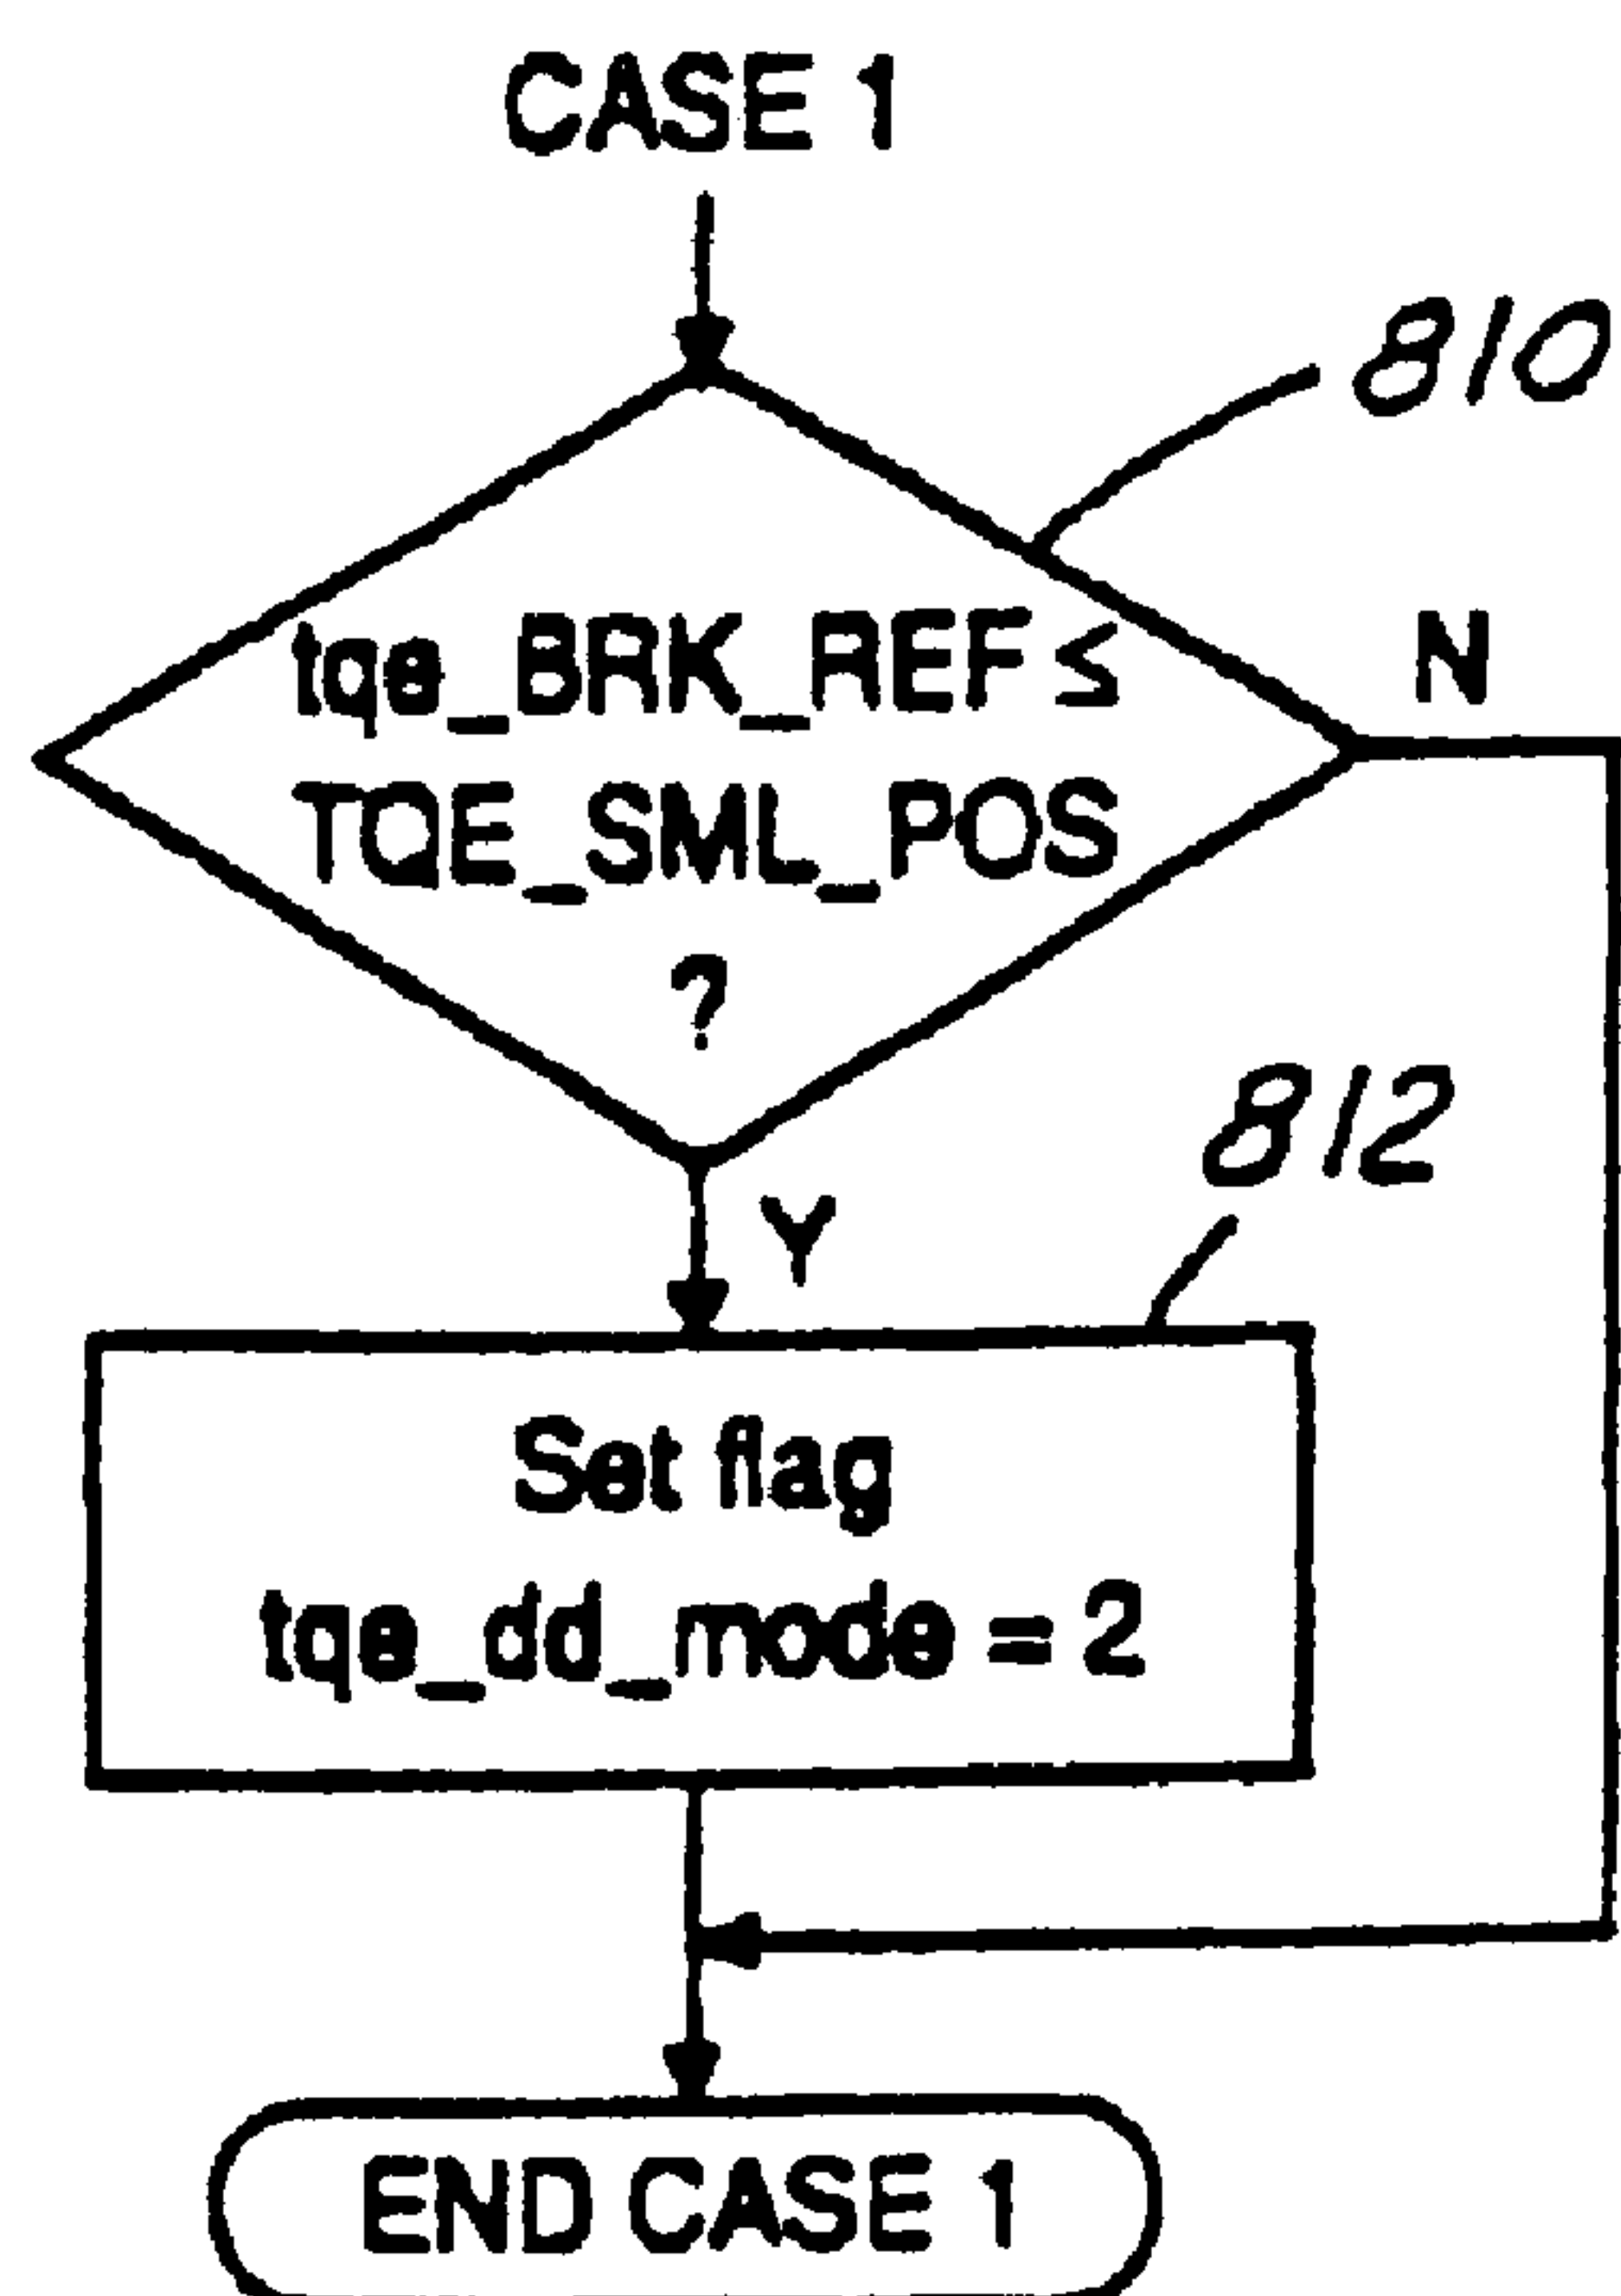 CASE 1
810
tqe_BRK_REF ≤
N
TQE_SML_POS
?
812
Y
Set flag
tqe_dd_mode = 2
END CASE 1